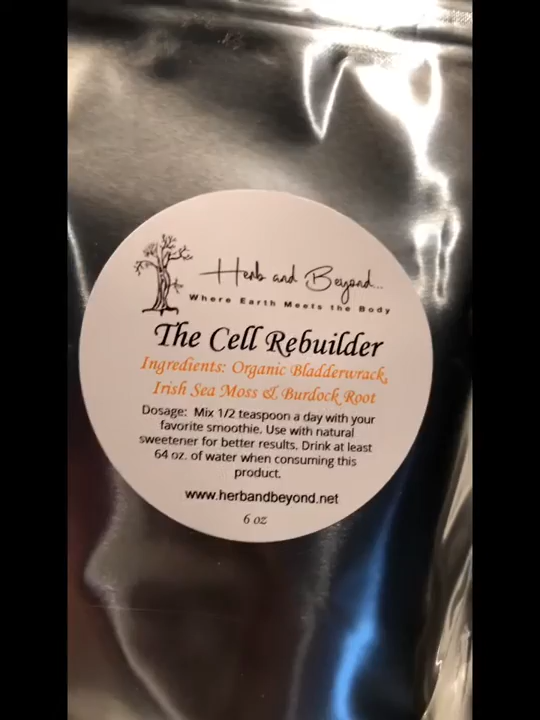 Herb and Beyond...
Where Earth Meets the Body
The Cell Rebuilder
Ingredients: Organic Bladderwrack,
Irish Sea Moss & Burdock Root
Dosage: Mix 1/2 teaspoon a day with your
favorite smoothie. Use with natural
sweetener for better results. Drink at least
64 oz. of water when consuming this
product.
www.herbandbeyond.net
6 oz